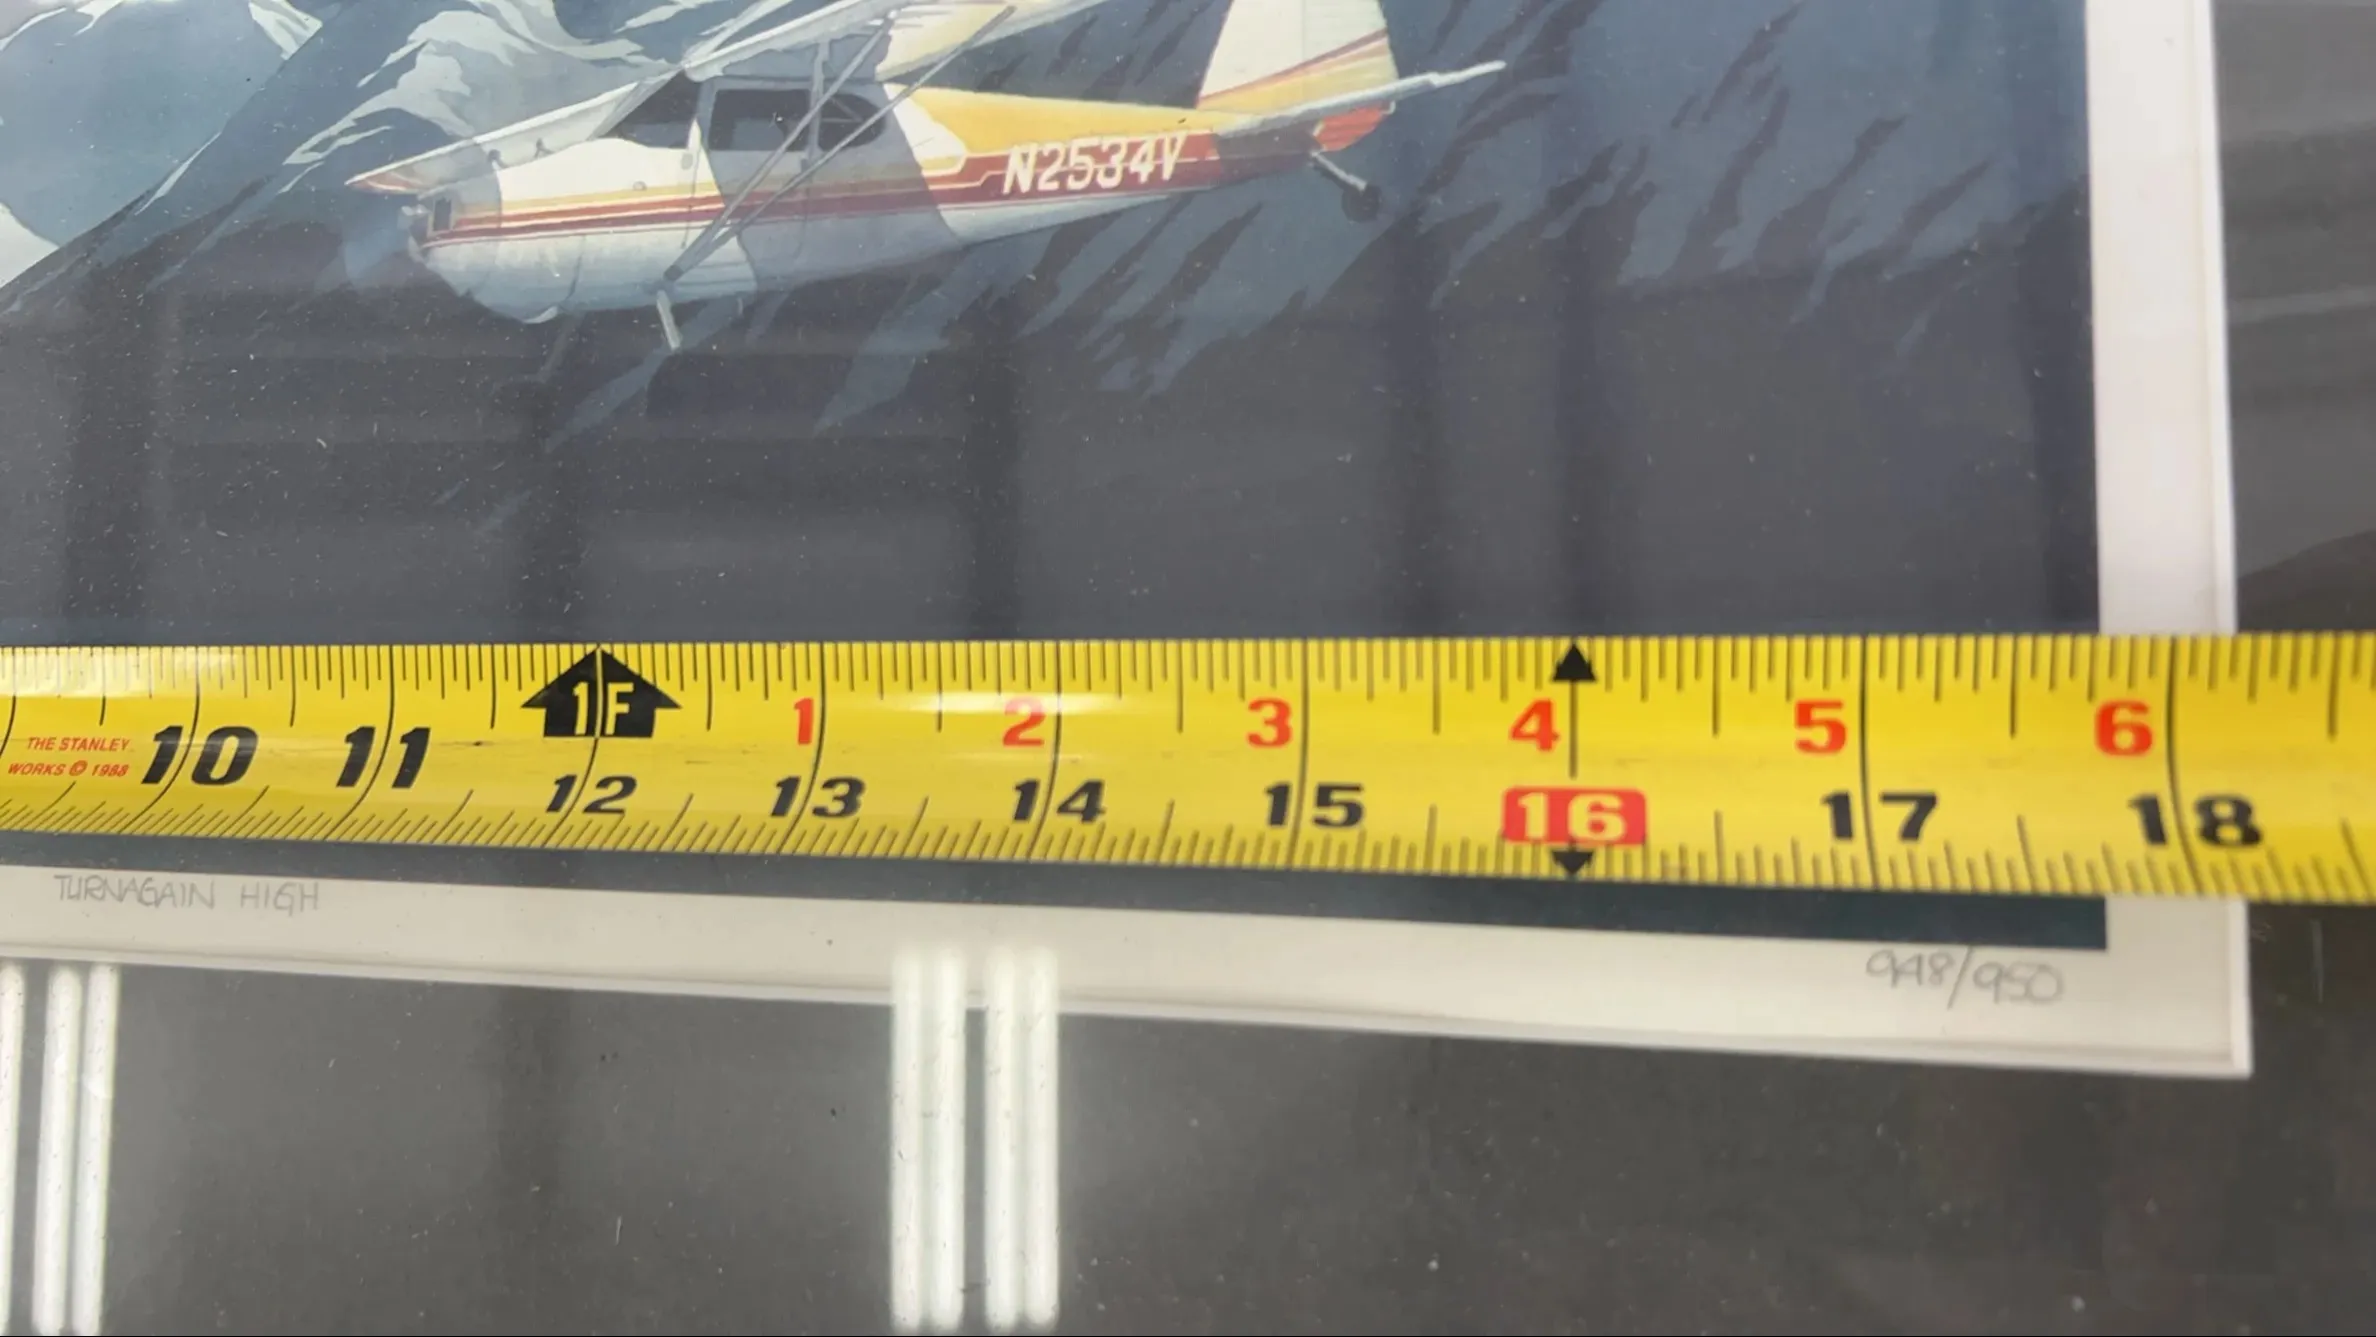 N2534V
1F 1 2 3 4 5 6
THE STANLEY
WORKS © 1988
10 11 12 13 14 15 16 17 18
TURNAGAIN HIGH
948/950